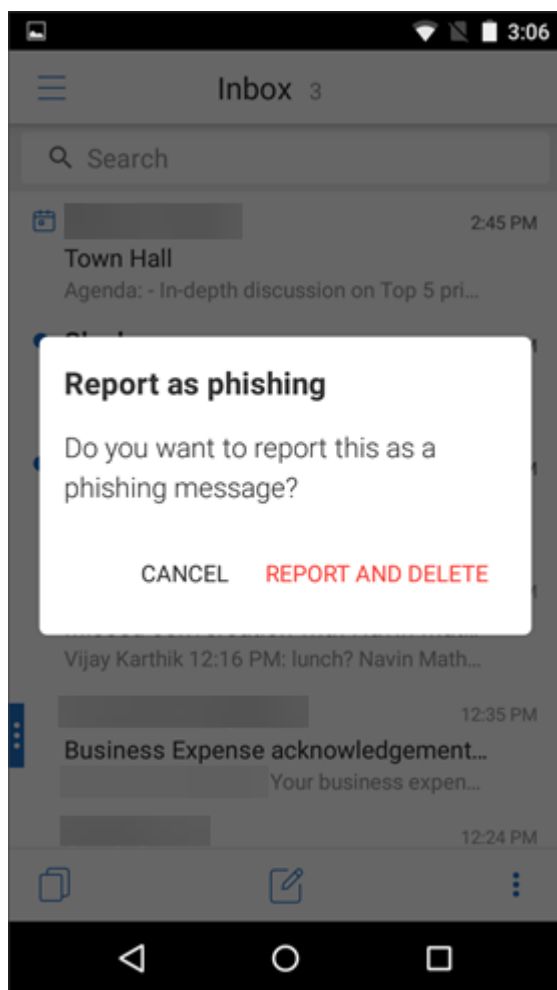 3:06
Inbox 3
Search
2:45 PM
Town Hall
Agenda: - In-depth discussion on Top 5 pri...
Report as phishing
Do you want to report this as a
phishing message?
CANCEL REPORT AND DELETE
Vijay Karthik 12:16 PM: lunch? Navin Math...
12:35 PM
Business Expense acknowledgement...
Your business expen...
12:24 PM